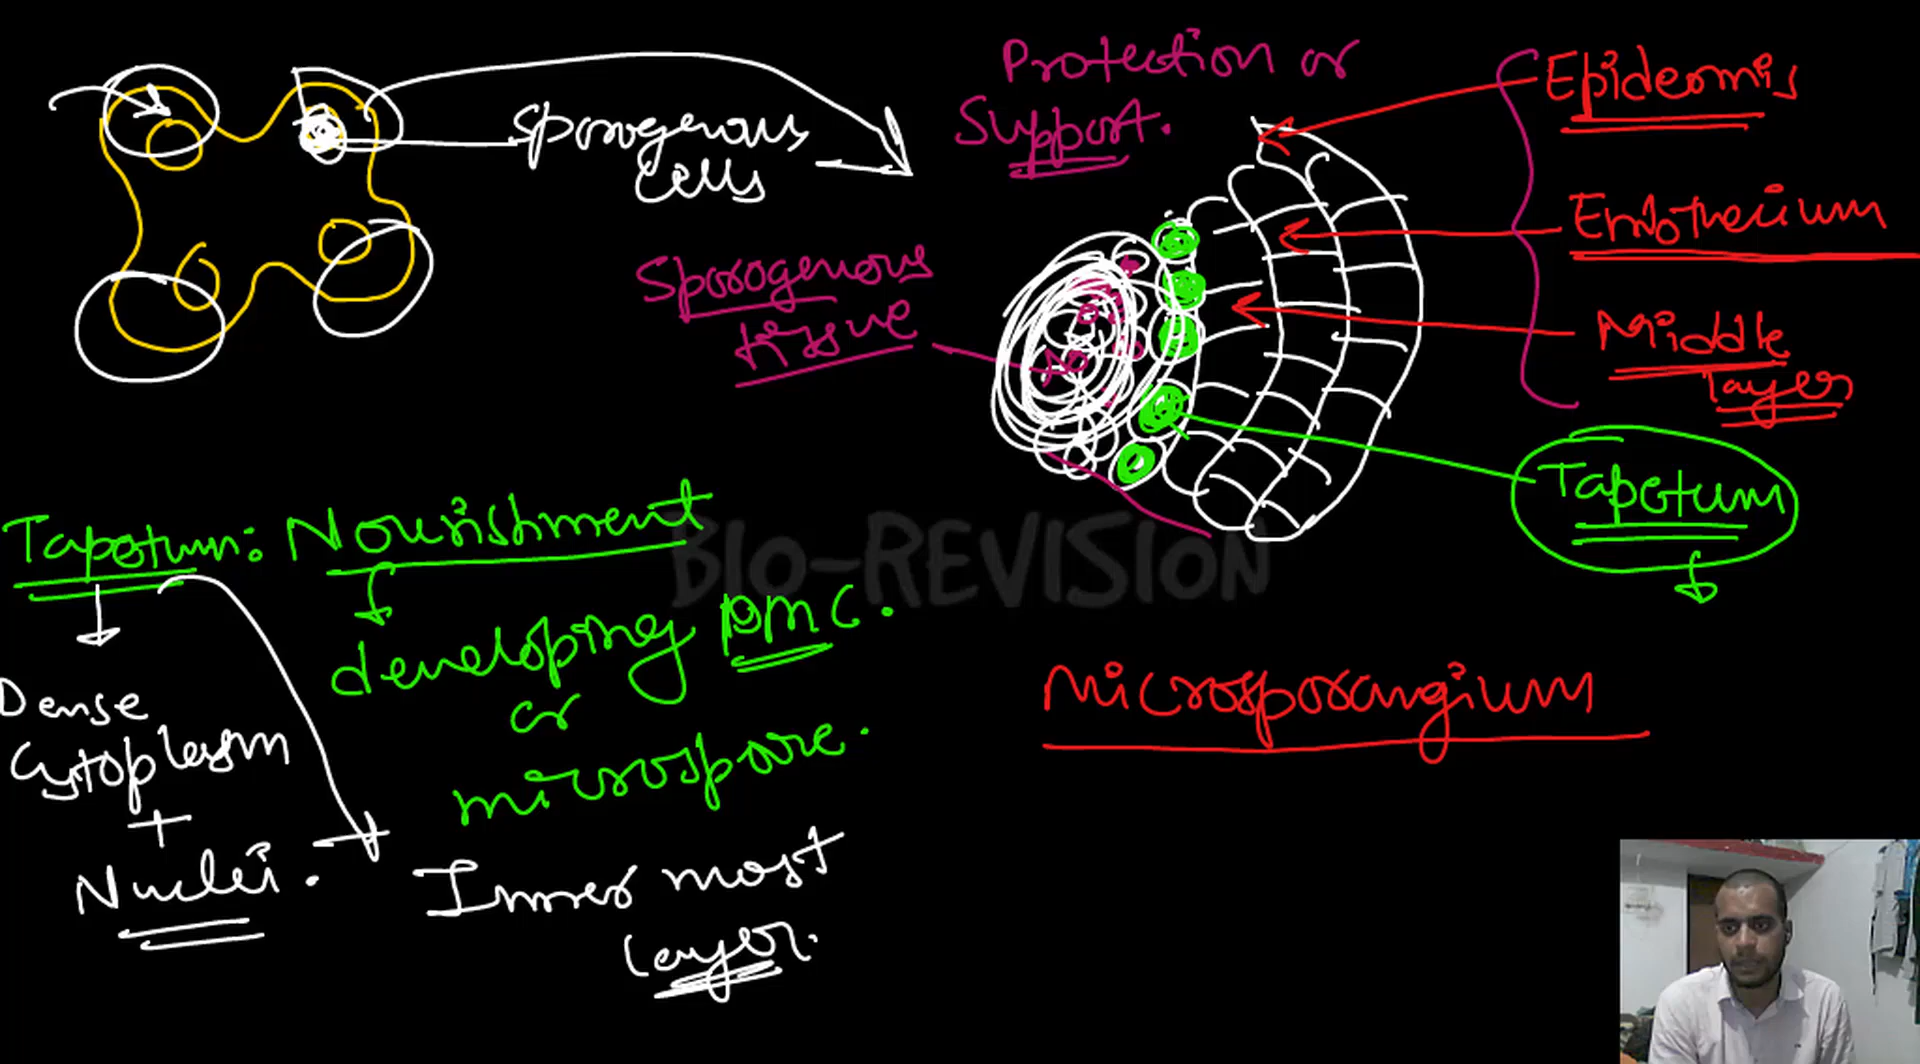 Protection or
Support.
Epidermis
Sporogenous
Cells
Endothecium
Sporogenous
tissue
Middle
layer
Tapetum
Tapetum: Nourishment
BIO-REVISION
developing PMC.
or
microspore.
Dense
Cytoplasm
+
Nuclei.
Inner most
layer.
Microsporangium